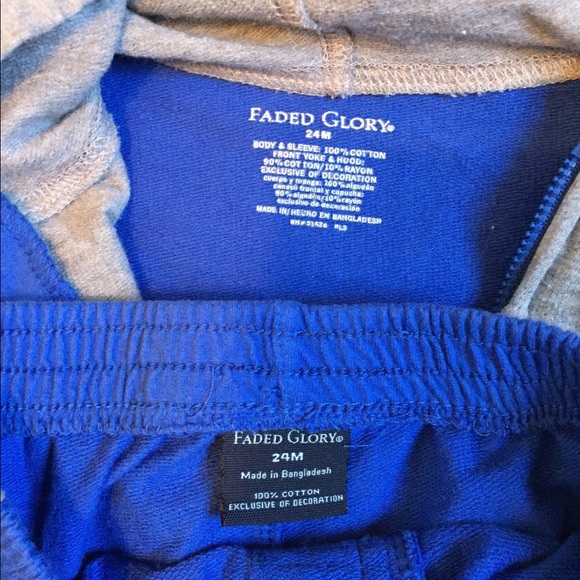 FADED GLORY®
24M
BODY & SLEEVE: 100% COTTON
FRONT YOKE & HOOD:
90% COTTON/10% RAYON
EXCLUSIVE OF DECORATION
cuerpo y manga: 100% algodón
canesú frontal y capucha:
90% algodón/10% rayón
exclusivo de decoración
MADE IN/HECHO EN BANGLADESH
FADED GLORY®
24M
Made in Bangladesh
100% COTTON
EXCLUSIVE OF DECORATION